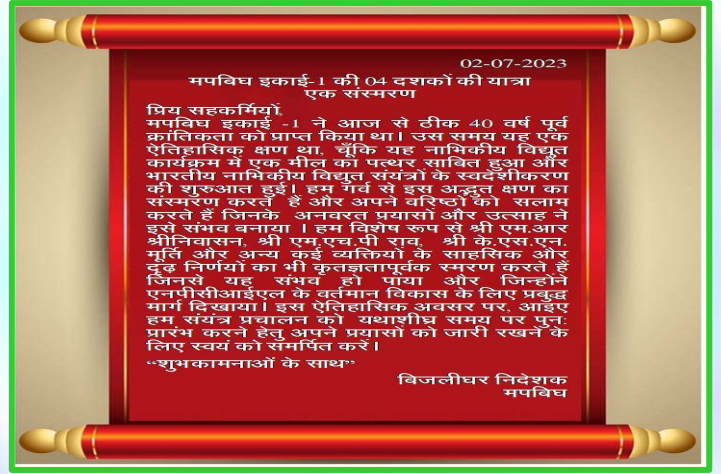 02-07-2023
मपबिघ इकाई-1 की 04 दशकों की यात्रा
एक संस्मरण
प्रिय सहकर्मियों,
मपबिघ इकाई -1 ने आज से ठीक 40 वर्ष पूर्व
क्रांतिकता को प्राप्त किया था। उस समय यह एक
ऐतिहासिक क्षण था, चूँकि यह नाभिकीय विद्युत
कार्यक्रम में एक मील का पत्थर साबित हुआ और
भारतीय नाभिकीय विद्युत संयंत्रों के स्वदेशीकरण
की शुरुआत हुई। हम गर्व से इस अद्भुत क्षण का
संस्मरण करते हैं और अपने वरिष्ठों को सलाम
करते हैं जिनके अनवरत प्रयासों और उत्साह ने
इसे संभव बनाया । हम विशेष रूप से श्री एम.आर
श्रीनिवासन, श्री एम.एच.पी राव, श्री के.एस.एन.
मूर्ति और अन्य कई व्यक्तियों के साहसिक और
दृढ़ निर्णयों का भी कृतज्ञतापूर्वक स्मरण करते हैं
जिनसे यह संभव हो पाया और जिन्होंने
एनपीसीआईएल के वर्तमान विकास के लिए प्रबुद्ध
मार्ग दिखाया। इस ऐतिहासिक अवसर पर, आइए
हम संयंत्र प्रचालन को यथाशीघ्र समय पर पुन:
प्रारंभ करने हेतु अपने प्रयासों को जारी रखने के
लिए स्वयं को समर्पित करें।
“शुभकामनाओं के साथ”
बिजलीघर निदेशक
मपबिघ